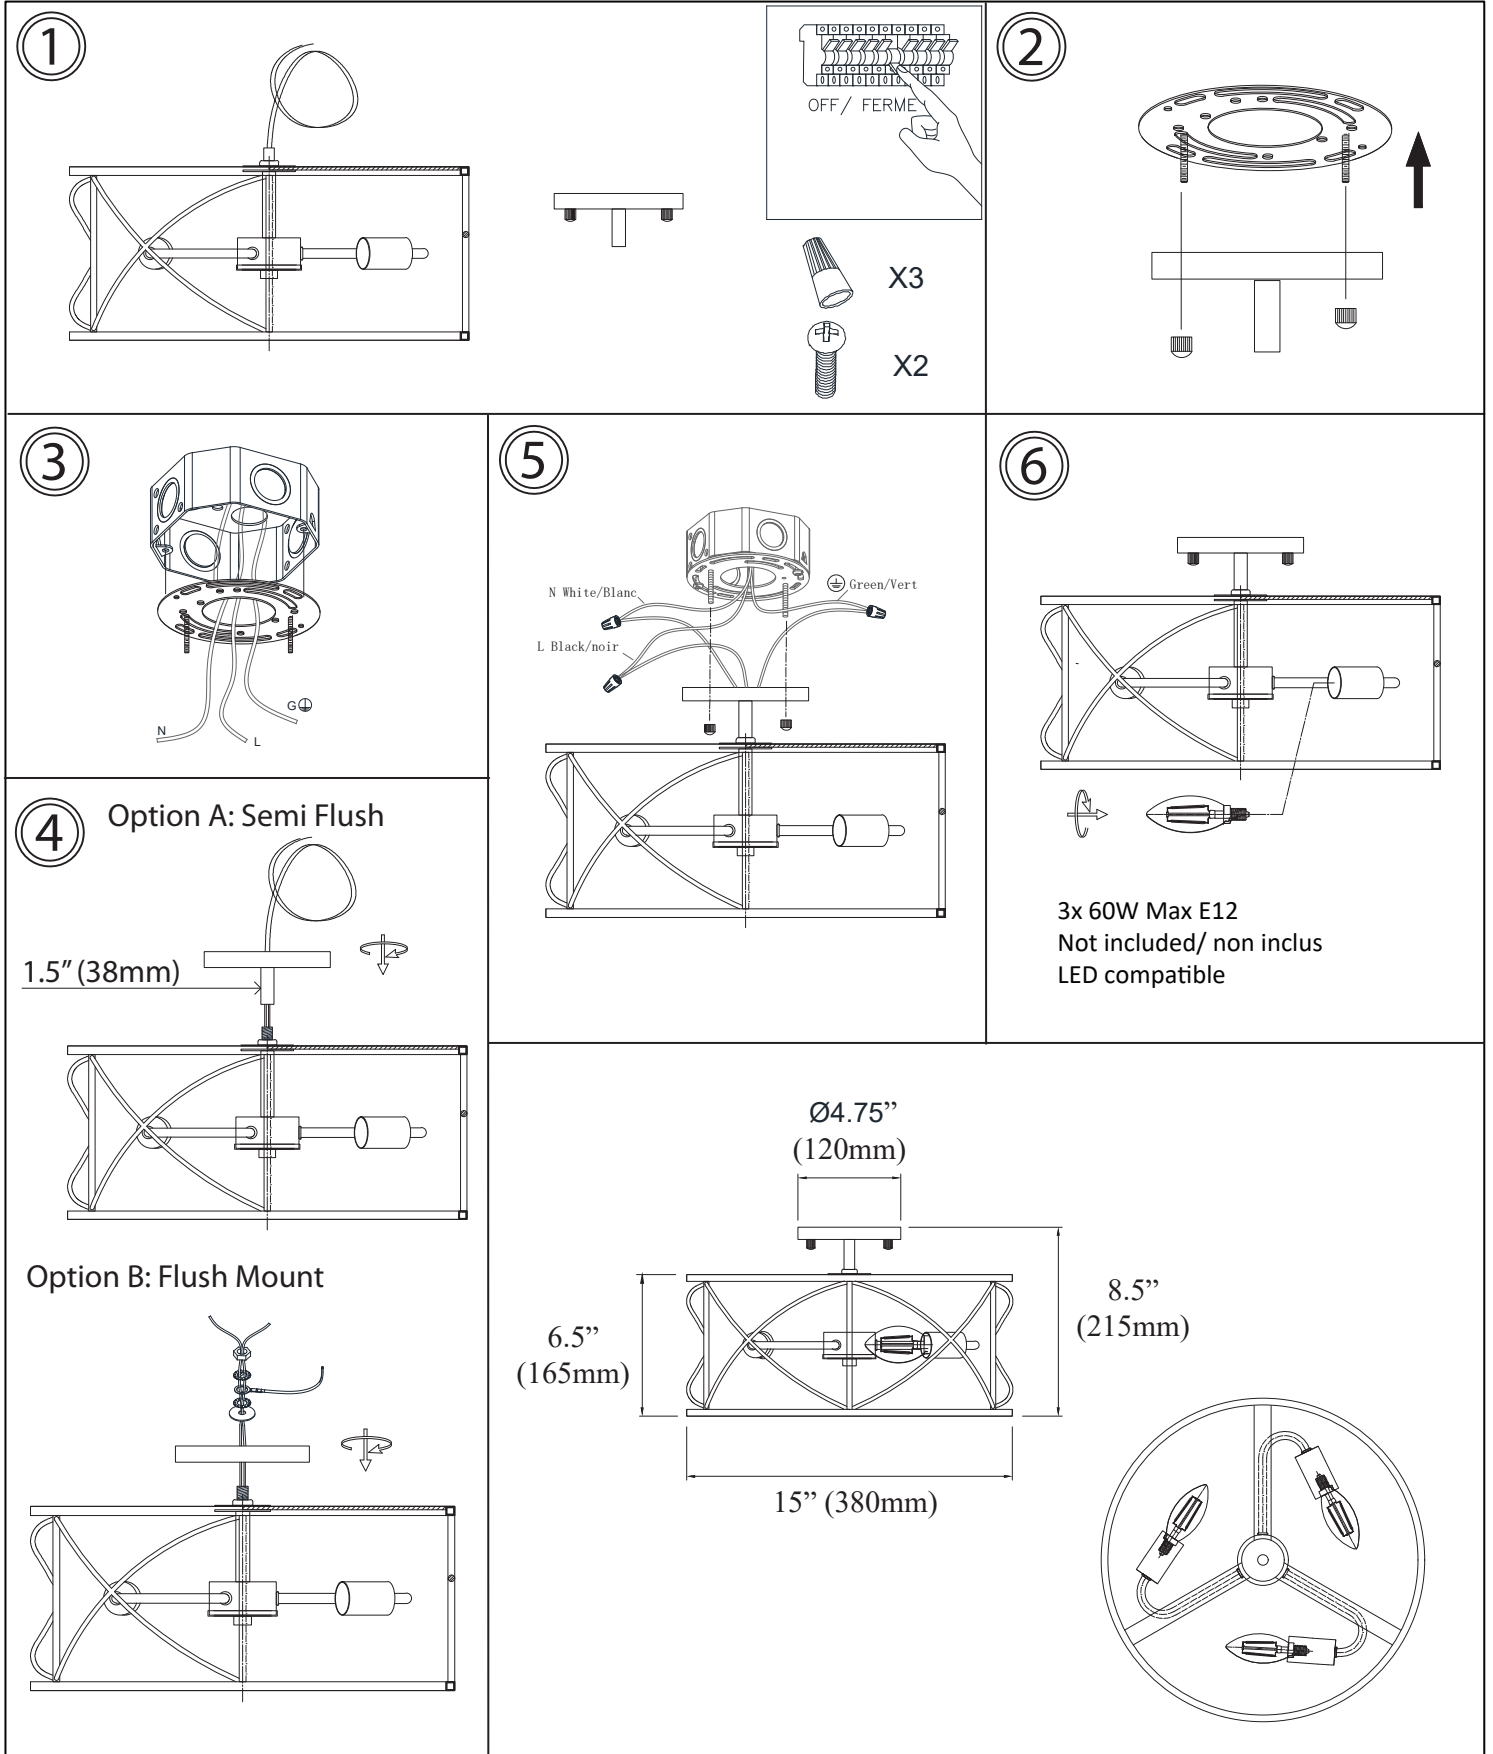 1
OFF/ FERME
X3
X2
2
3
N
L
G
4
Option A: Semi Flush
1.5” (38mm)
Option B: Flush Mount
5
N White/Blanc
Green/Vert
L Black/noir
6
3x 60W Max E12
Not included/ non inclus
LED compatible
Ø4.75”
(120mm)
8.5”
(215mm)
6.5”
(165mm)
15” (380mm)